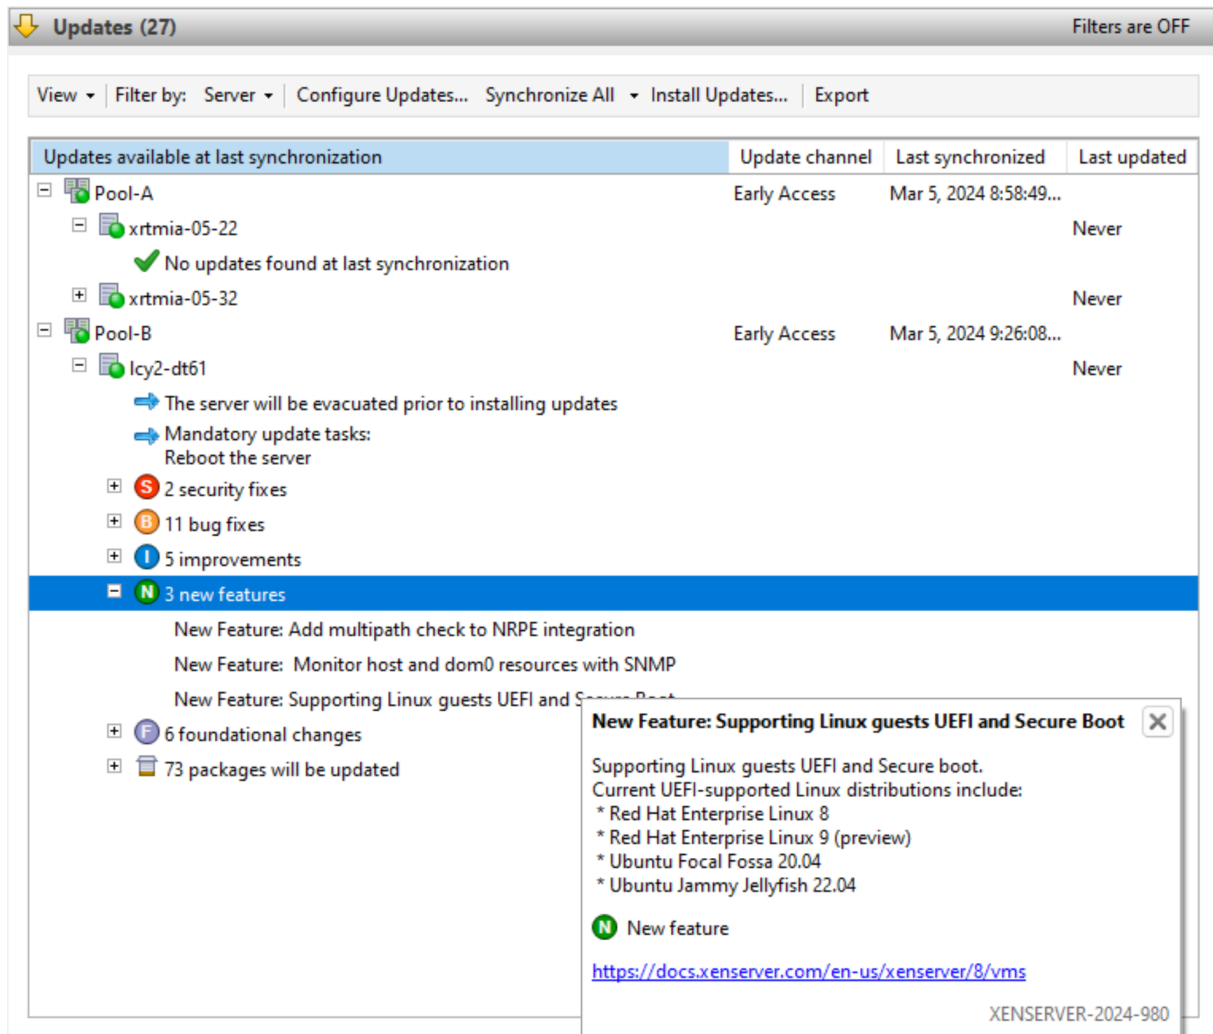 Updates (27) Filters are OFF
View Filter by: Server Configure Updates... Synchronize All Install Updates... Export
Updates available at last synchronization Update channel Last synchronized Last updated
Pool-A Early Access Mar 5, 2024 8:58:49...
xrtmia-05-22 Never
No updates found at last synchronization
xrtmia-05-32 Never
Pool-B Early Access Mar 5, 2024 9:26:08...
lcy2-dt61 Never
The server will be evacuated prior to installing updates
Mandatory update tasks:
Reboot the server
S 2 security fixes
B 11 bug fixes
I 5 improvements
N 3 new features
New Feature: Add multipath check to NRPE integration
New Feature:  Monitor host and dom0 resources with SNMP
New Feature: Supporting Linux guests UEFI and Secure Boot
F 6 foundational changes
73 packages will be updated
New Feature: Supporting Linux guests UEFI and Secure Boot
Supporting Linux guests UEFI and Secure boot.
Current UEFI-supported Linux distributions include:
* Red Hat Enterprise Linux 8
* Red Hat Enterprise Linux 9 (preview)
* Ubuntu Focal Fossa 20.04
* Ubuntu Jammy Jellyfish 22.04
N New feature
https://docs.xenserver.com/en-us/xenserver/8/vms
XENSERVER-2024-980